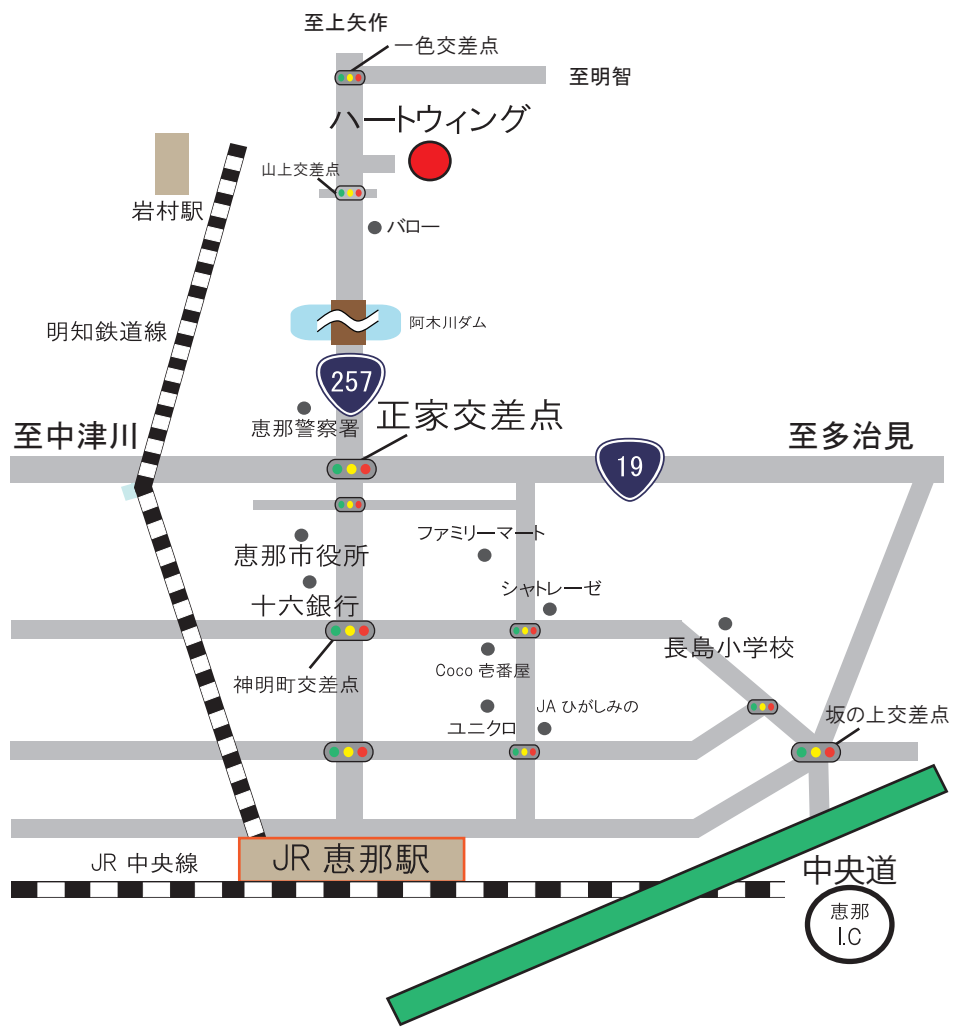 至上矢作
一色交差点
至明智
ハートウィング
山上交差点
岩村駅
バロー
明知鉄道線
阿木川ダム
257
恵那警察署
正家交差点
至中津川
至多治見
19
ファミリーマート
恵那市役所
シャトレーゼ
十六銀行
長島小学校
Coco 壱番屋
神明町交差点
JA ひがしみの
坂の上交差点
ユニクロ
JR 中央線
JR 恵那駅
中央道
恵那
I.C